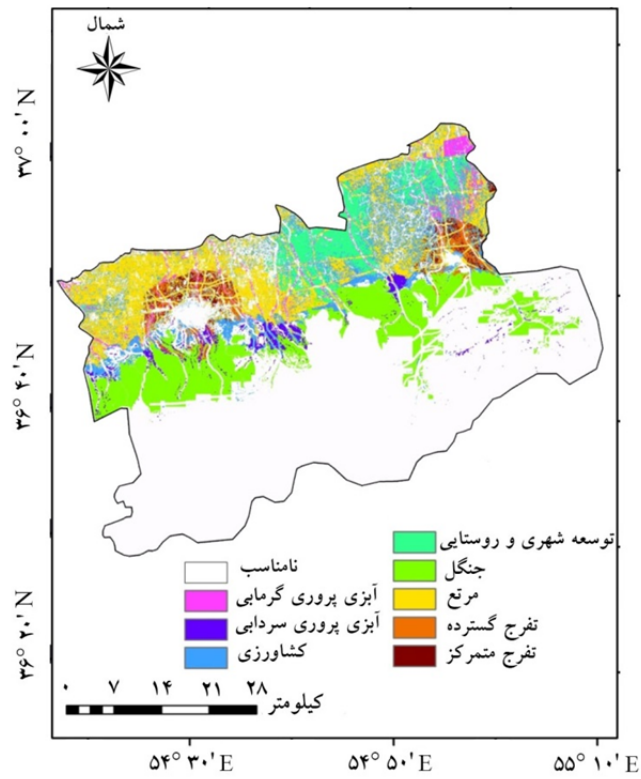 شمال
۳۷° ۰۰' N
۳۶° ۴۰' N
۳۶° ۲۰' N
توسعه شهری و روستایی
جنگل
مرتع
تفرج گسترده
تفرج متمرکز
نامناسب
آبزی پروری گرمابی
آبزی پروری سردابی
کشاورزی
۰ ۷ ۱۴ ۲۱ ۲۸
کیلومتر
۵۴° ۳۰' E
۵۴° ۵۰' E
۵۵° ۱۰' E